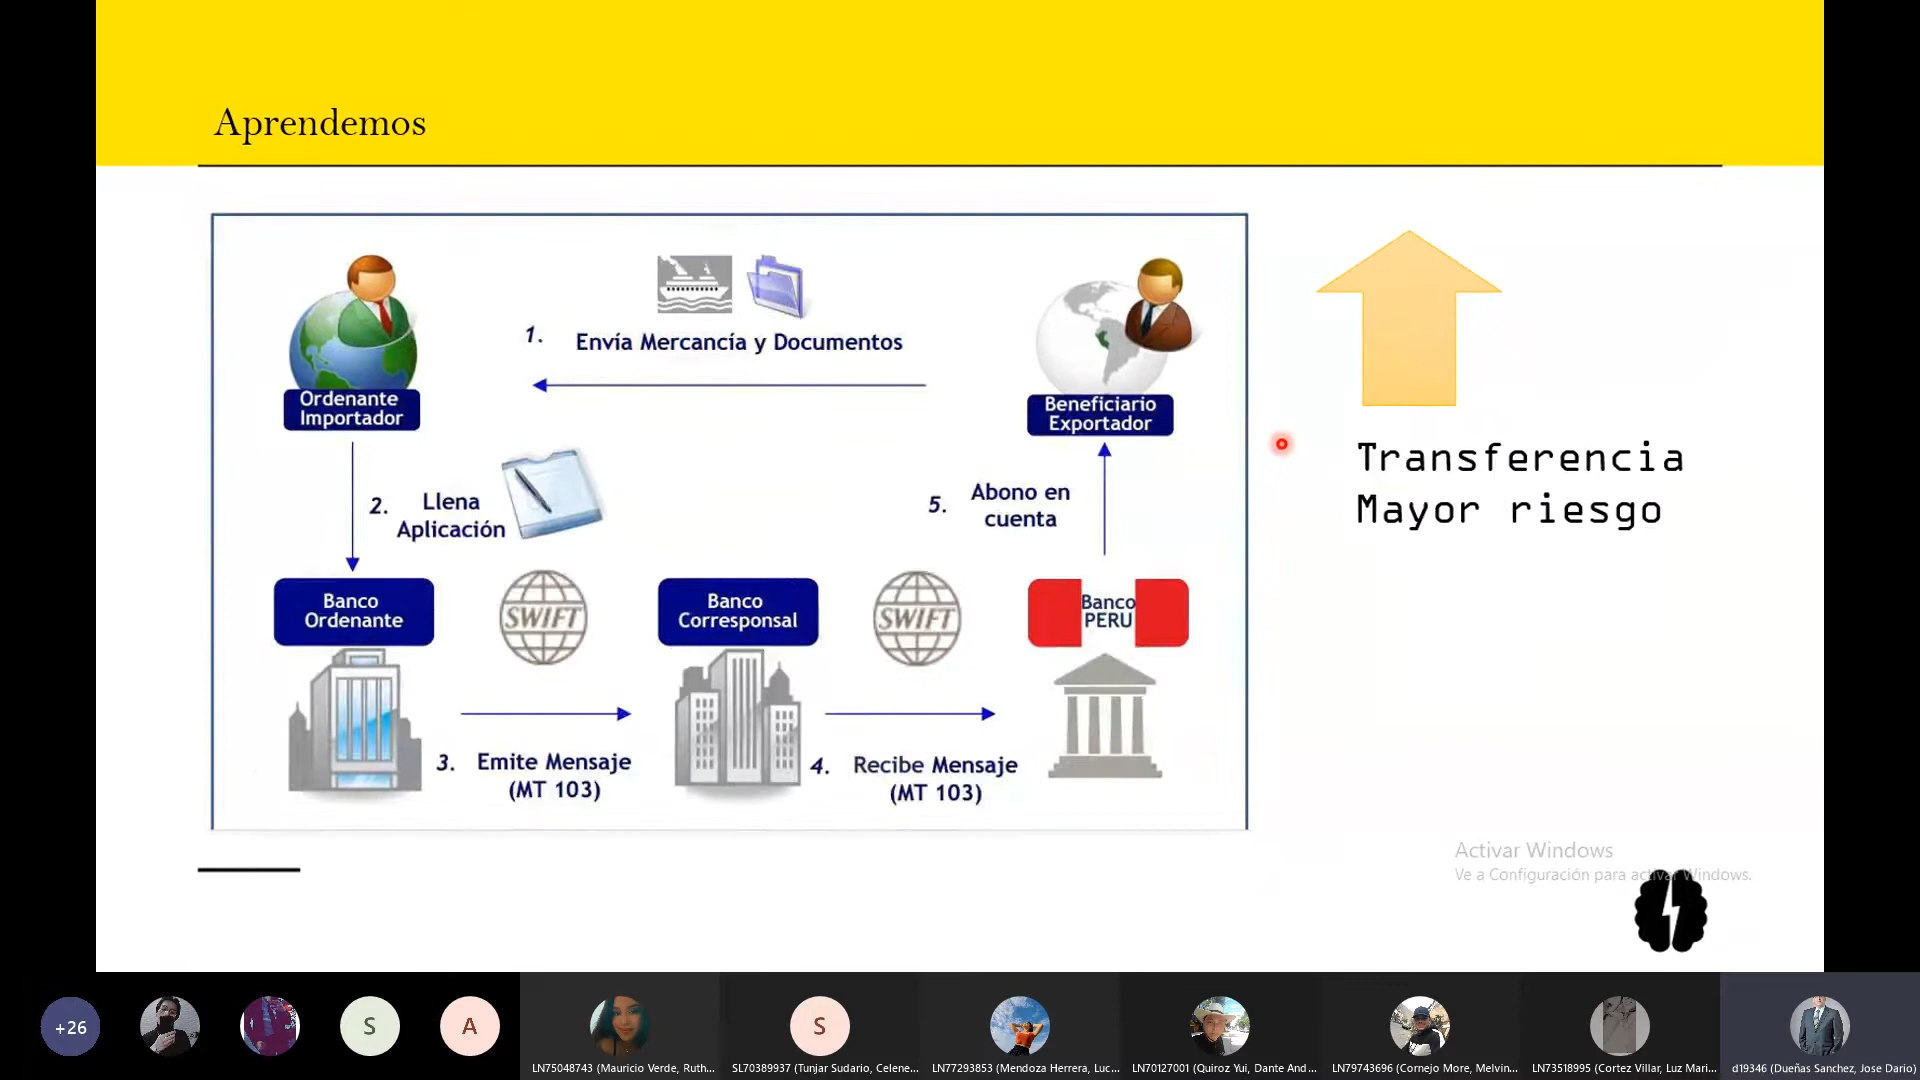 Aprendemos
1. Envía Mercancía y Documentos
Ordenante
Importador
Beneficiario
Exportador
2. Llena
Aplicación
5. Abono en
cuenta
Transferencia
Mayor riesgo
Banco
Ordenante
SWIFT
Banco
Corresponsal
SWIFT
Banco
PERU
3. Emite Mensaje
(MT 103)
4. Recibe Mensaje
(MT 103)
Activar Windows
Ve a Configuración para activar Windows.
+26
S
A
S
LN75048743 (Mauricio Verde, Ruth...
SL70389937 (Tunjar Sudario, Celene...
LN77293853 (Mendoza Herrera, Luc...
LN70127001 (Quiroz Yui, Dante And...
LN79743696 (Cornejo More, Melvin...
LN73518995 (Cortez Villar, Luz Mari...
d19346 (Dueñas Sanchez, Jose Dario)